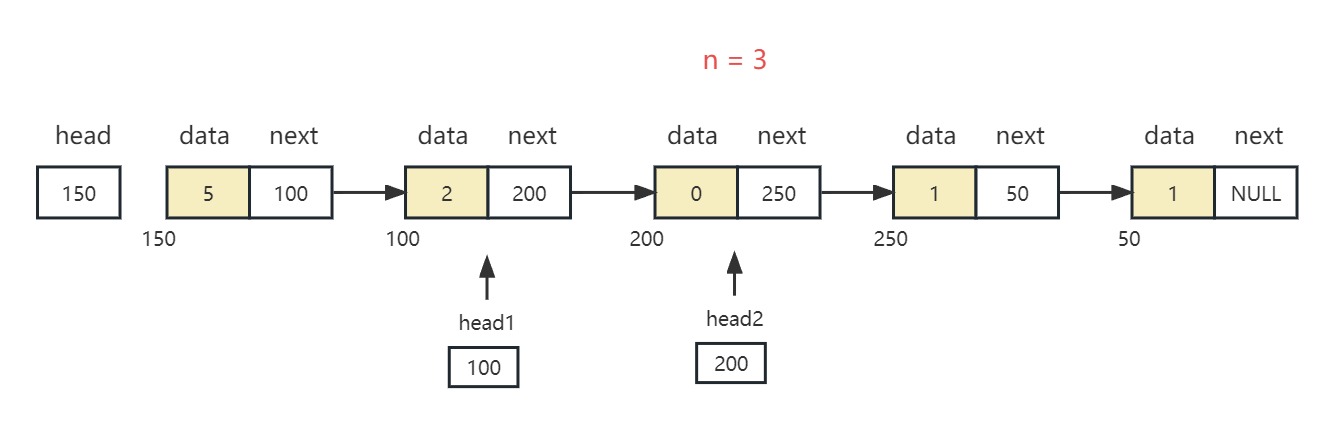 n = 3
head data next data next data next data next data next
150 5 100 2 200 0 250 1 50 1 NULL
150 100 200 250 50
head1 head2
100 200